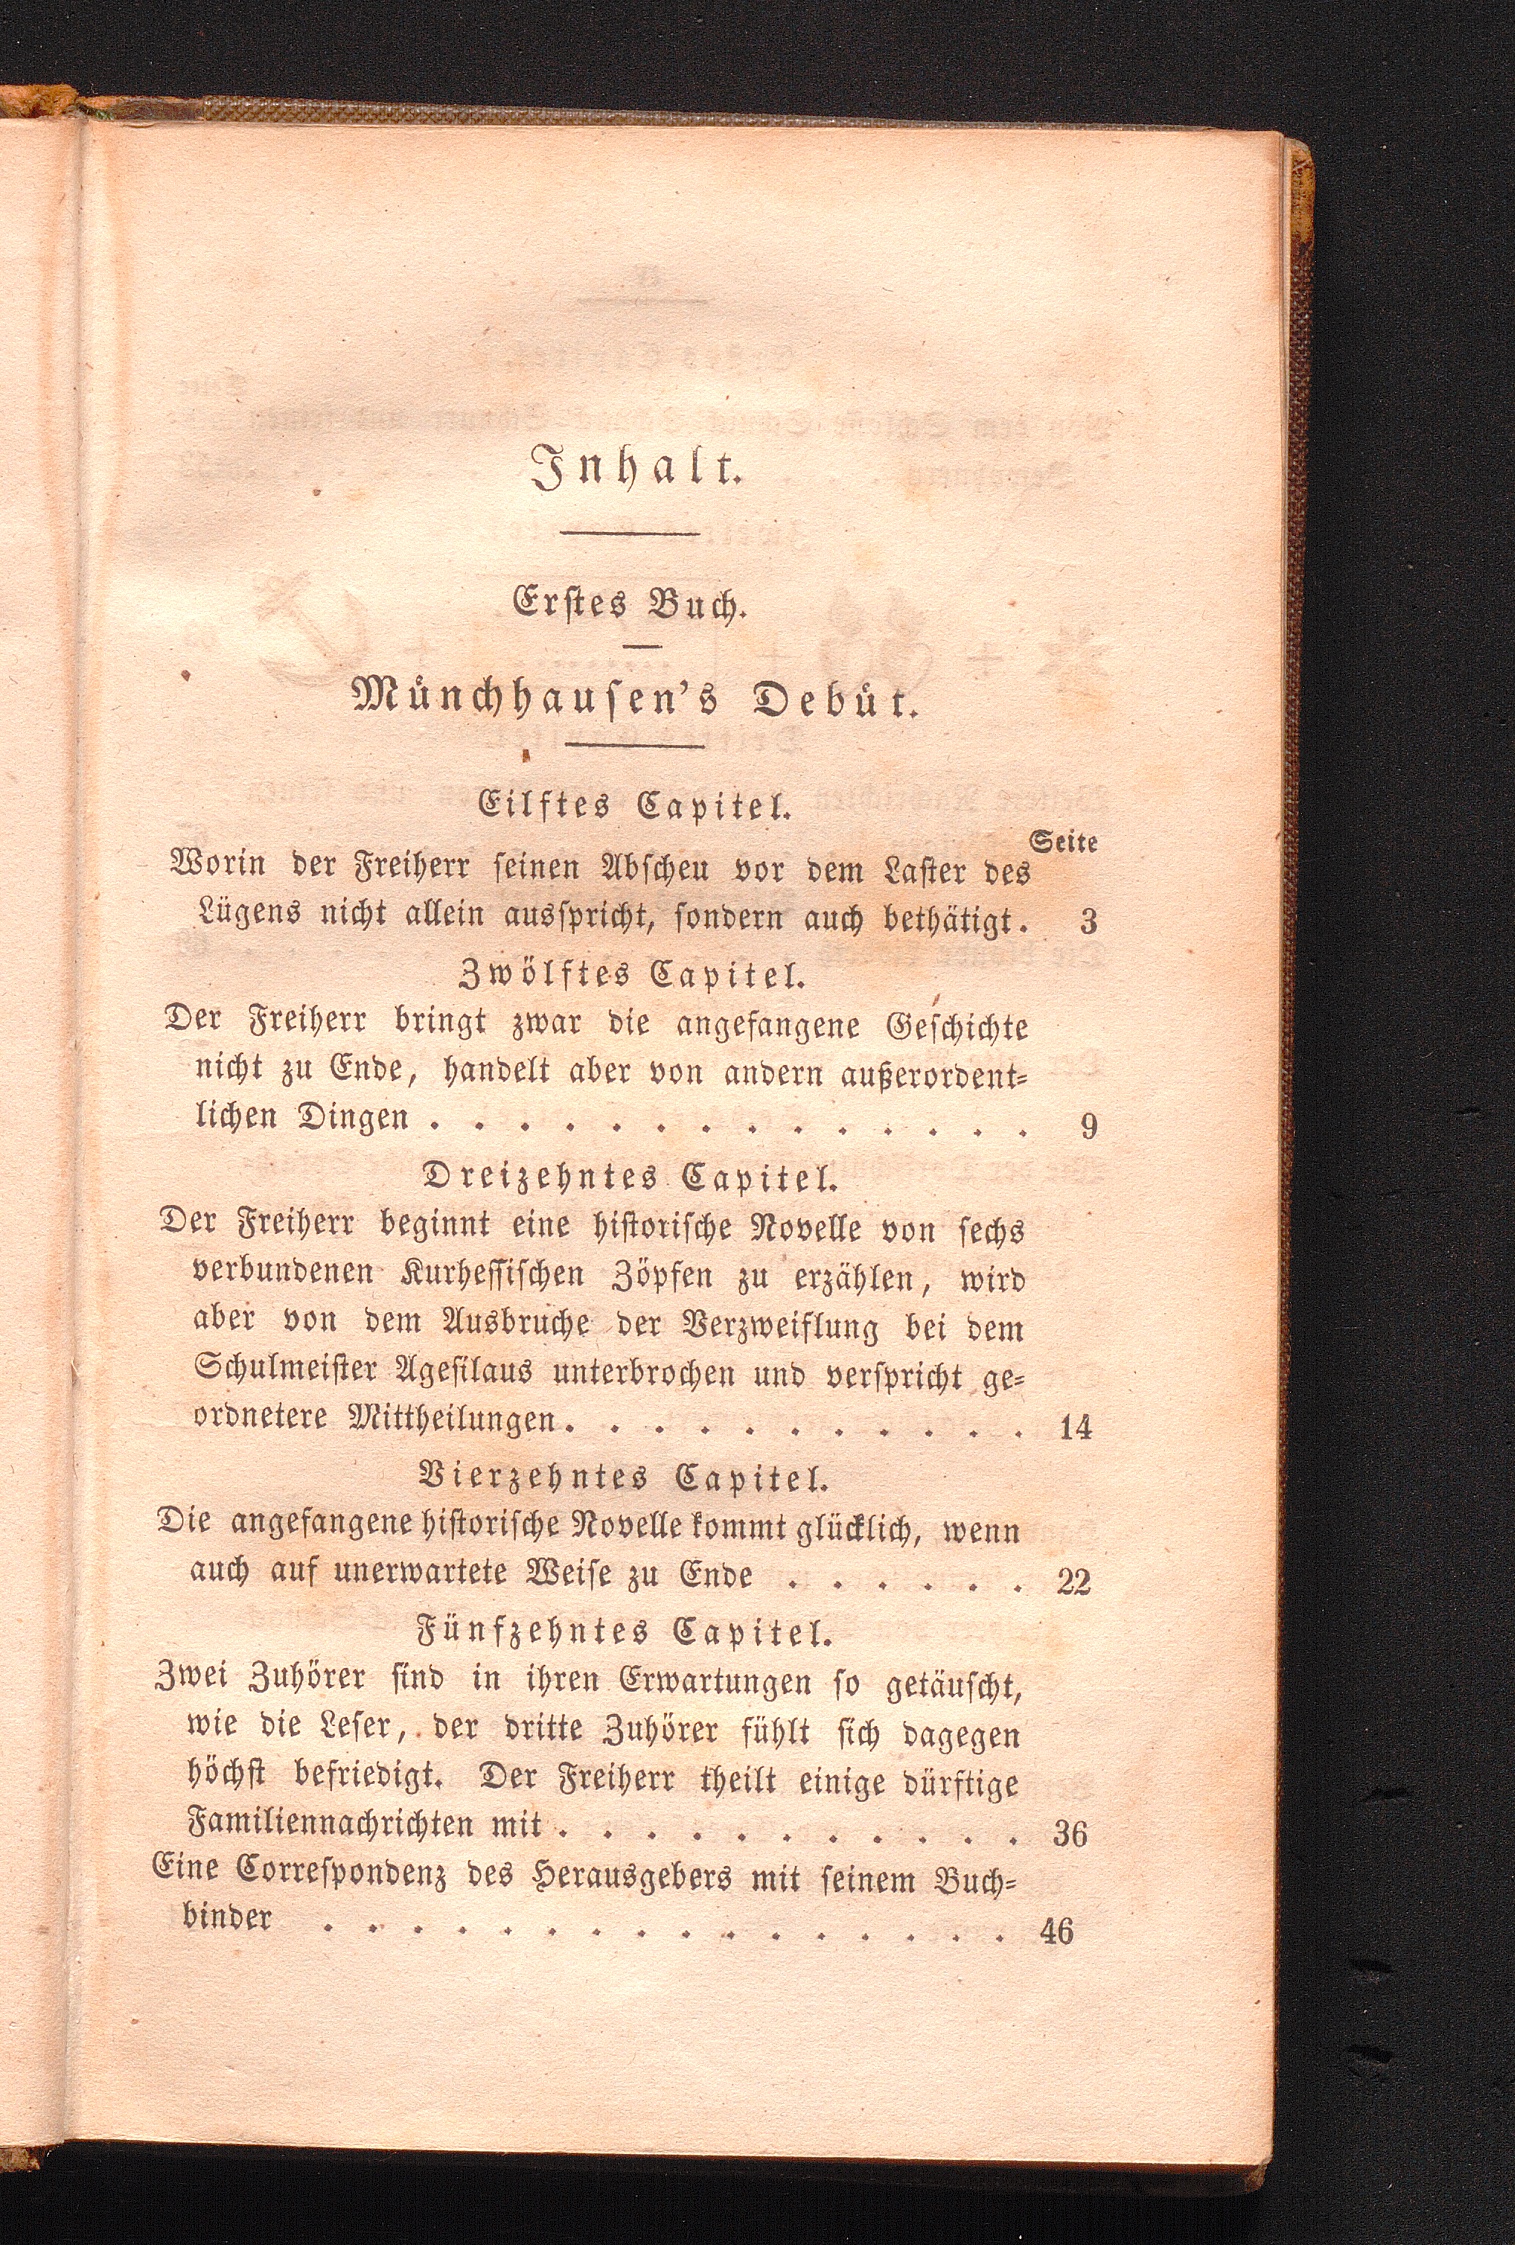 Inhalt.
Erstes Buch.
Münchhausen's Debüt.
Eilftes Capitel.
Seite
Worin der Freiherr seinen Abscheu vor dem Laster des
Lügens nicht allein ausspricht, sondern auch bethätigt. 3
Zwölftes Capitel.
Der Freiherr bringt zwar die angefangene Geschichte
nicht zu Ende, handelt aber von andern außerordent-
lichen Dingen . . . . . . . . . . . . . . 9
Dreizehntes Capitel.
Der Freiherr beginnt eine historische Novelle von sechs
verbundenen Kurhessischen Zöpfen zu erzählen, wird
aber von dem Ausbruche der Verzweiflung bei dem
Schulmeister Agesilaus unterbrochen und verspricht ge-
ordnetere Mittheilungen. . . . . . . . . . . 14
Vierzehntes Capitel.
Die angefangene historische Novelle kommt glücklich, wenn
auch auf unerwartete Weise zu Ende . . . . . . 22
Fünfzehntes Capitel.
Zwei Zuhörer sind in ihren Erwartungen so getäuscht,
wie die Leser, der dritte Zuhörer fühlt sich dagegen
höchst befriedigt. Der Freiherr theilt einige dürftige
Familiennachrichten mit . . . . . . . . . . . 36
Eine Correspondenz des Herausgebers mit seinem Buch-
binder . . . . . . . . . . . . . . . . 46